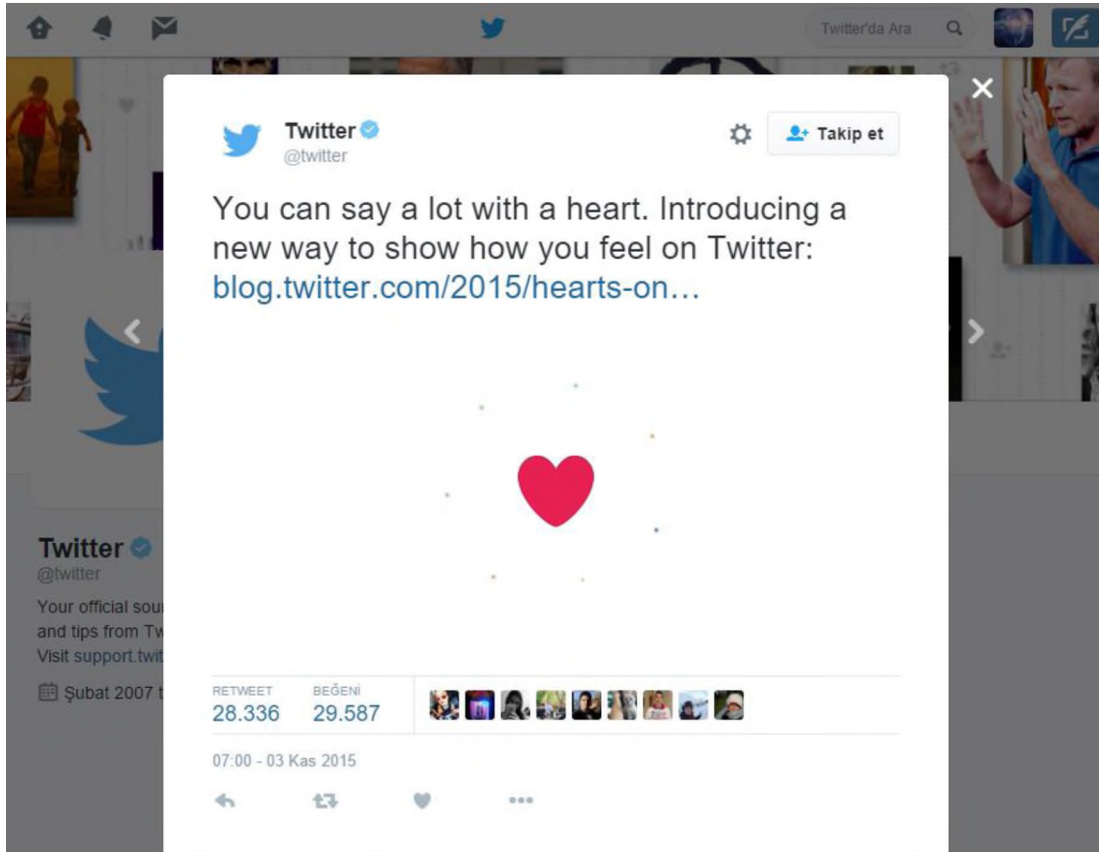 Twitter'da Ara
Twitter
@twitter
Takip et
You can say a lot with a heart. Introducing a
new way to show how you feel on Twitter:
blog.twitter.com/2015/hearts-on…
Twitter
@twitter
Your official
and tips from
Visit support.twit
Şubat 2007
RETWEET BEĞENİ
28.336 29.587
07:00 - 03 Kas 2015